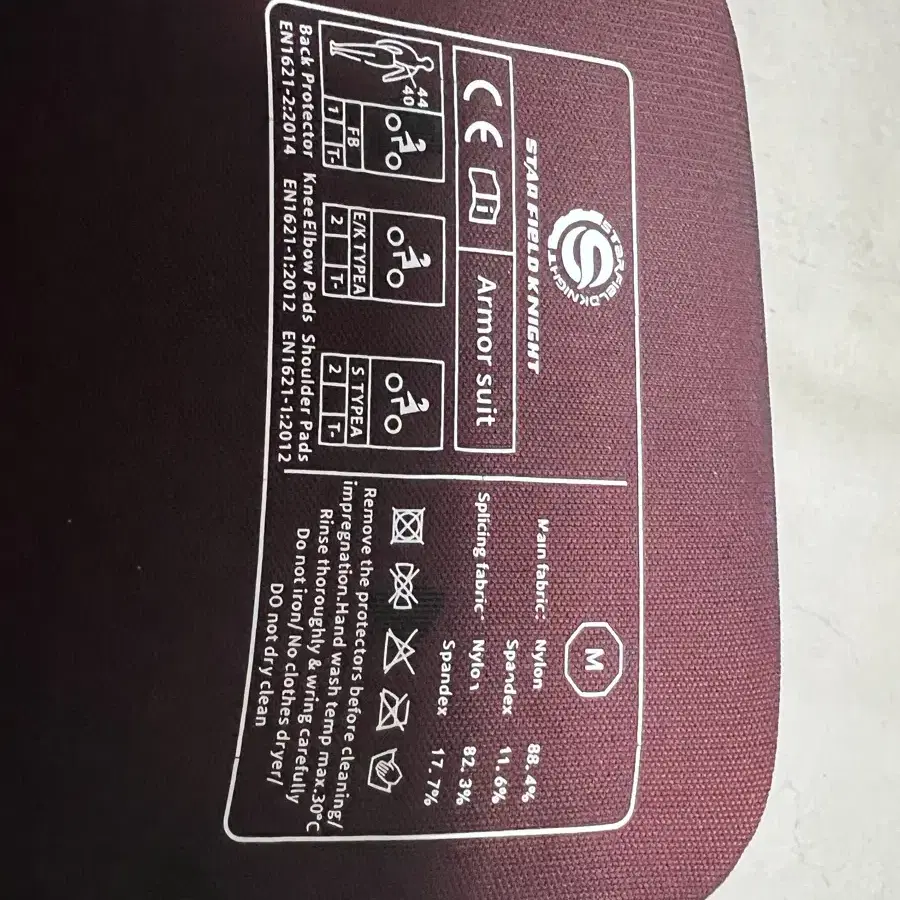 STARFIELDKNIGHT
STAR FIELD KNIGHT
CE i Armor suit
44
40
FB
1 T-
E/K TYPEA
2 T-
S TYPEA
2 T-
Back Protector Knee Elbow Pads Shoulder Pads
EN1621-2:2014 EN1621-1:2012 EN1621-1:2012
M
Main fabric: Nylon 88.4%
Spandex 11.6%
Splicing fabric: Nylon 82.3%
Spandex 17.7%
Remove the protectors before cleaning/
impregnation.Hand wash temp max.30°C
Rinse thoroughly & wring carefully
Do not iron/ No clothes dryer/
DO not dry clean